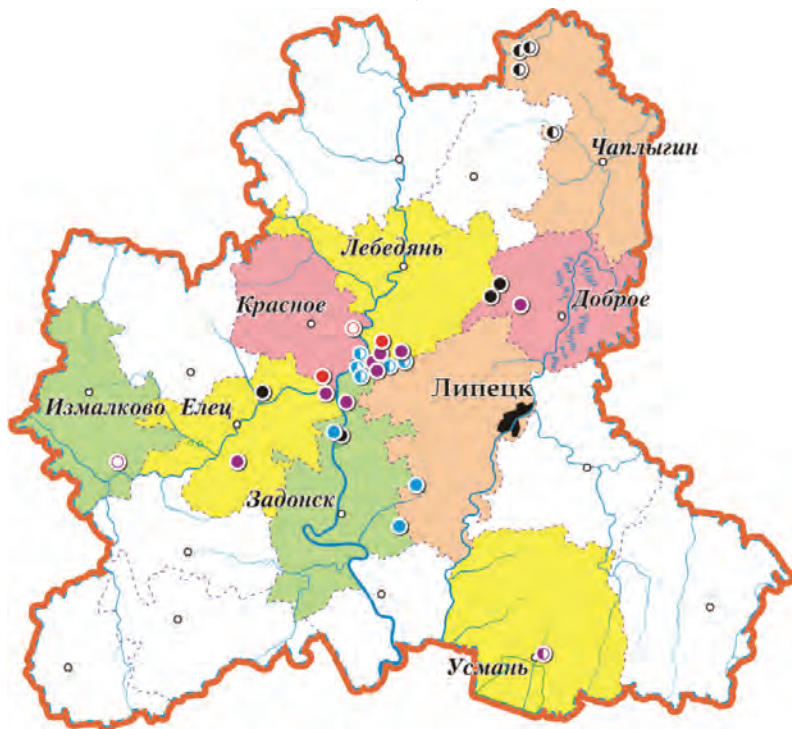 Чаплыгин
Лебедянь
Красное
Доброе
Липецк
Измалково
Елец
Задонск
Усмань